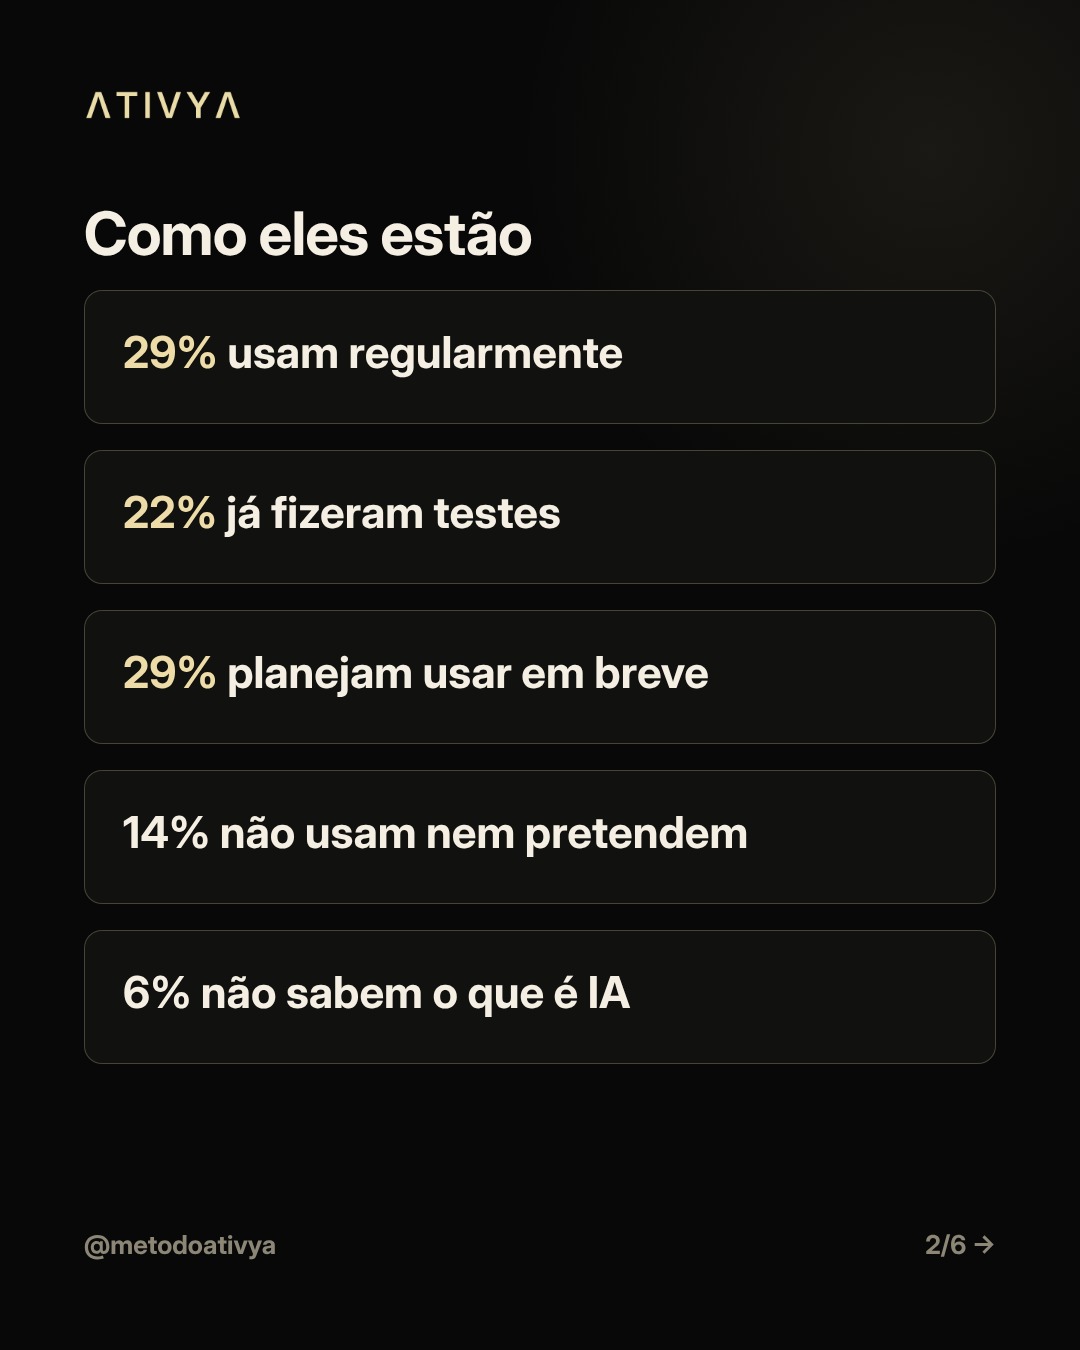 ATIVYA
Como eles estão
29% usam regularmente
22% já fizeram testes
29% planejam usar em breve
14% não usam nem pretendem
6% não sabem o que é IA
@metodoativya
2/6 →